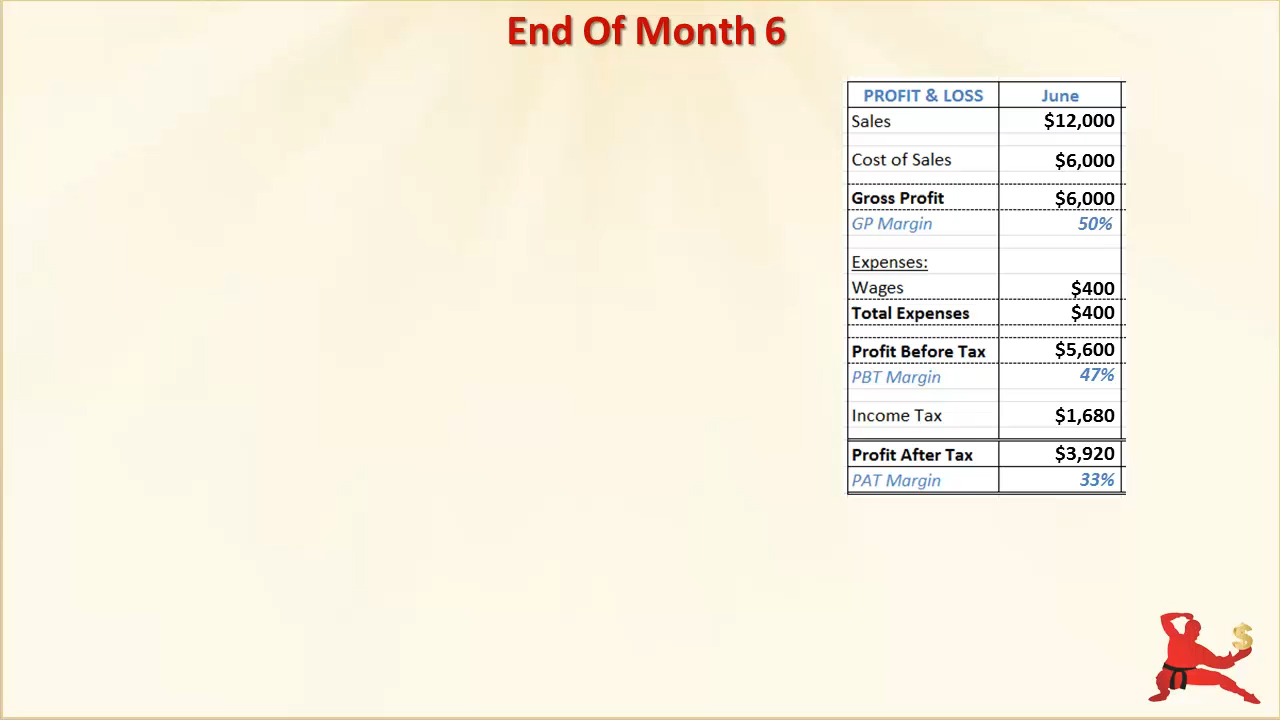 End Of Month 6
PROFIT & LOSS June
Sales $12,000
Cost of Sales $6,000
Gross Profit $6,000
GP Margin 50%
Expenses:
Wages $400
Total Expenses $400
Profit Before Tax $5,600
PBT Margin 47%
Income Tax $1,680
Profit After Tax $3,920
PAT Margin 33%
$